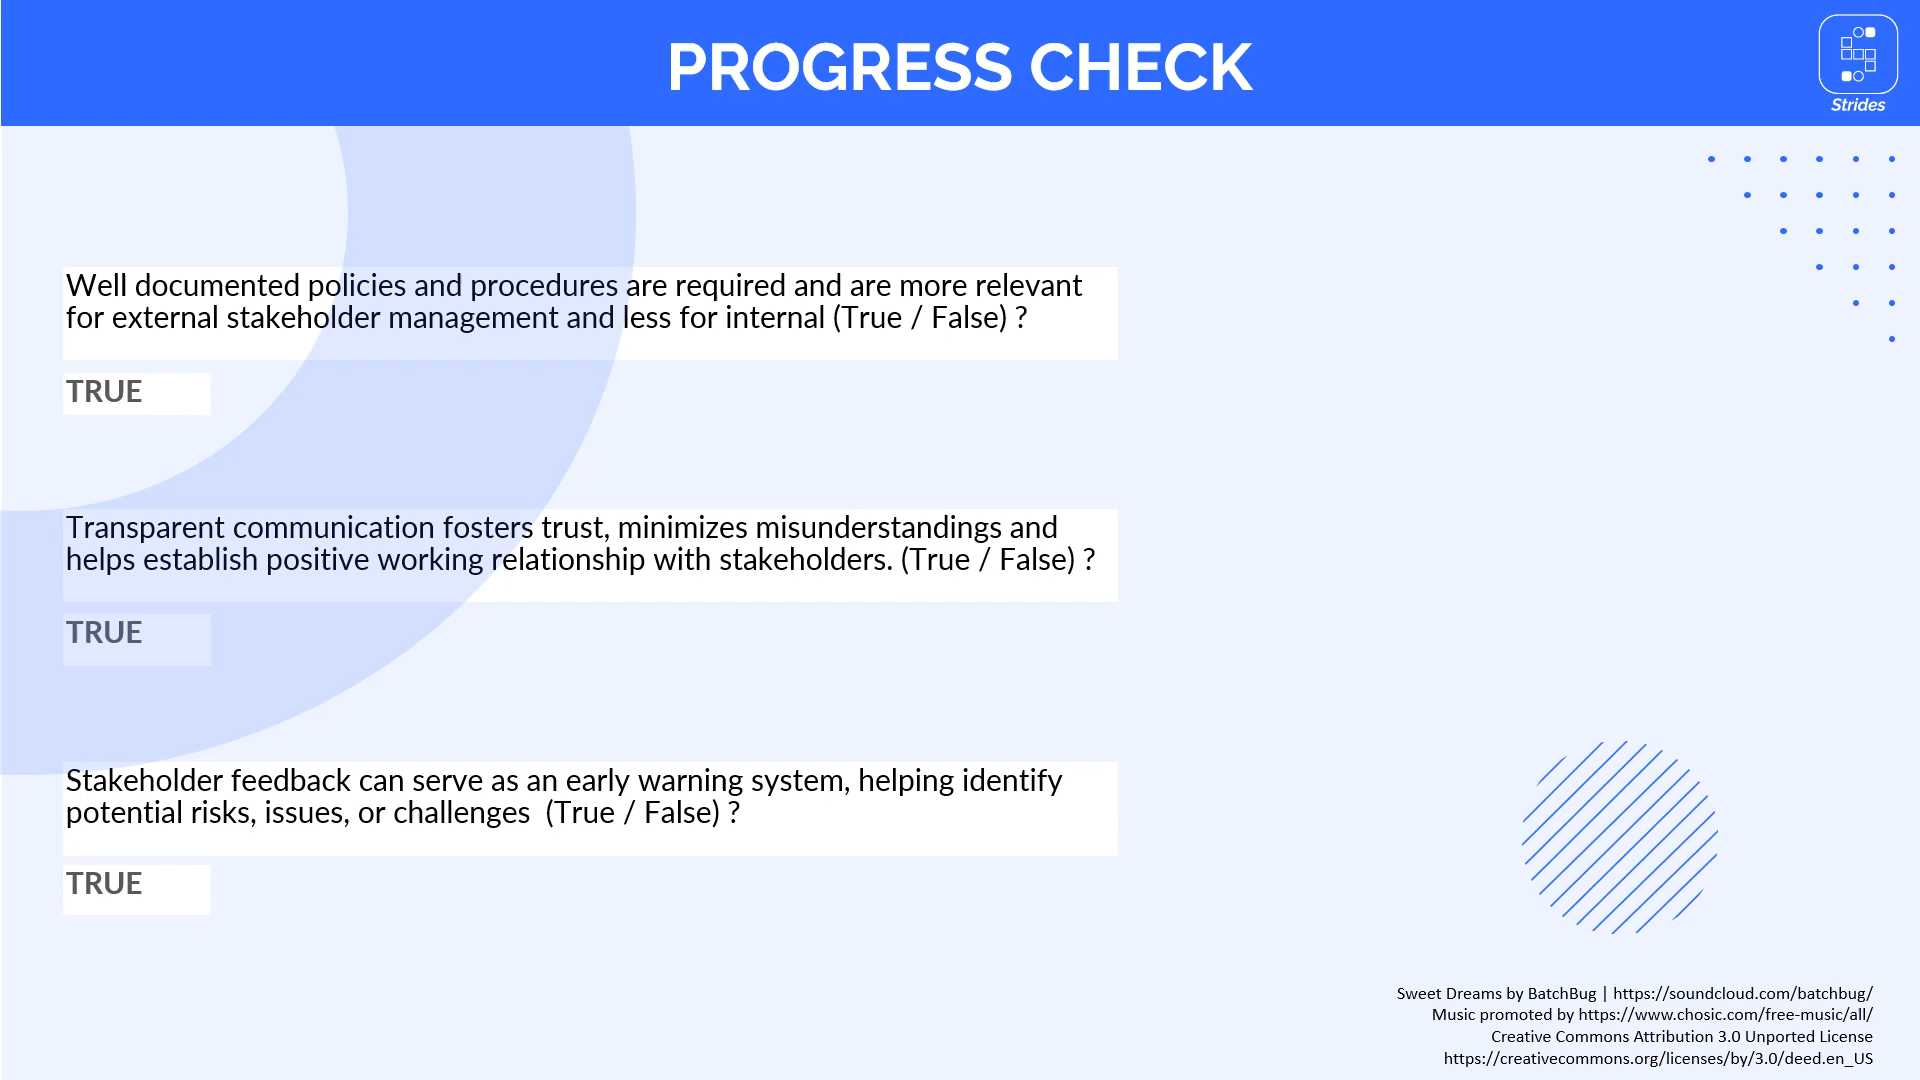 PROGRESS CHECK
Strides
Well documented policies and procedures are required and are more relevant
for external stakeholder management and less for internal (True / False) ?
TRUE
Transparent communication fosters trust, minimizes misunderstandings and
helps establish positive working relationship with stakeholders. (True / False) ?
TRUE
Stakeholder feedback can serve as an early warning system, helping identify
potential risks, issues, or challenges  (True / False) ?
TRUE
Sweet Dreams by BatchBug | https://soundcloud.com/batchbug/
Music promoted by https://www.chosic.com/free-music/all/
Creative Commons Attribution 3.0 Unported License
https://creativecommons.org/licenses/by/3.0/deed.en_US